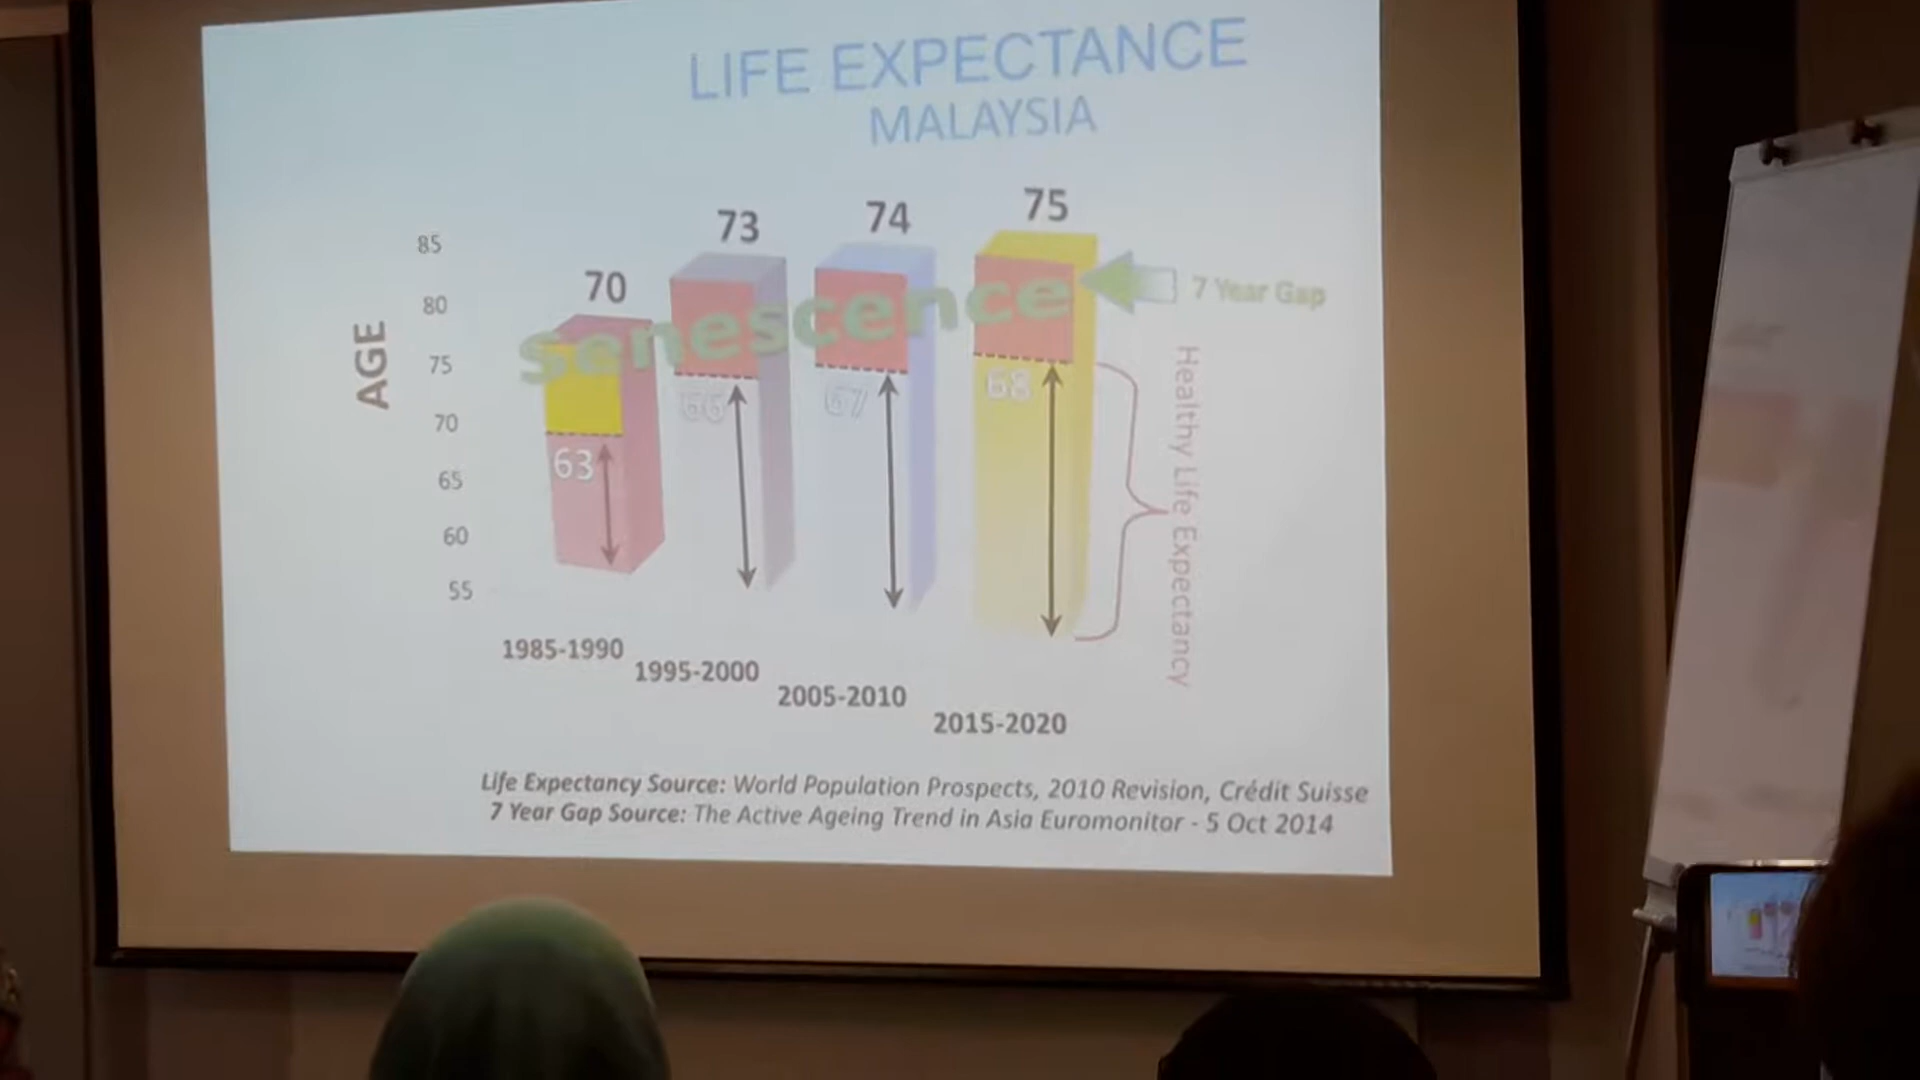 LIFE EXPECTANCE
MALAYSIA
70
73
74
75
85
80
75
70
65
60
55
AGE
senescence
7 Year Gap
63
66
67
68
Healthy Life Expectancy
1985-1990
1995-2000
2005-2010
2015-2020
Life Expectancy Source: World Population Prospects, 2010 Revision, Crédit Suisse
7 Year Gap Source: The Active Ageing Trend in Asia Euromonitor - 5 Oct 2014